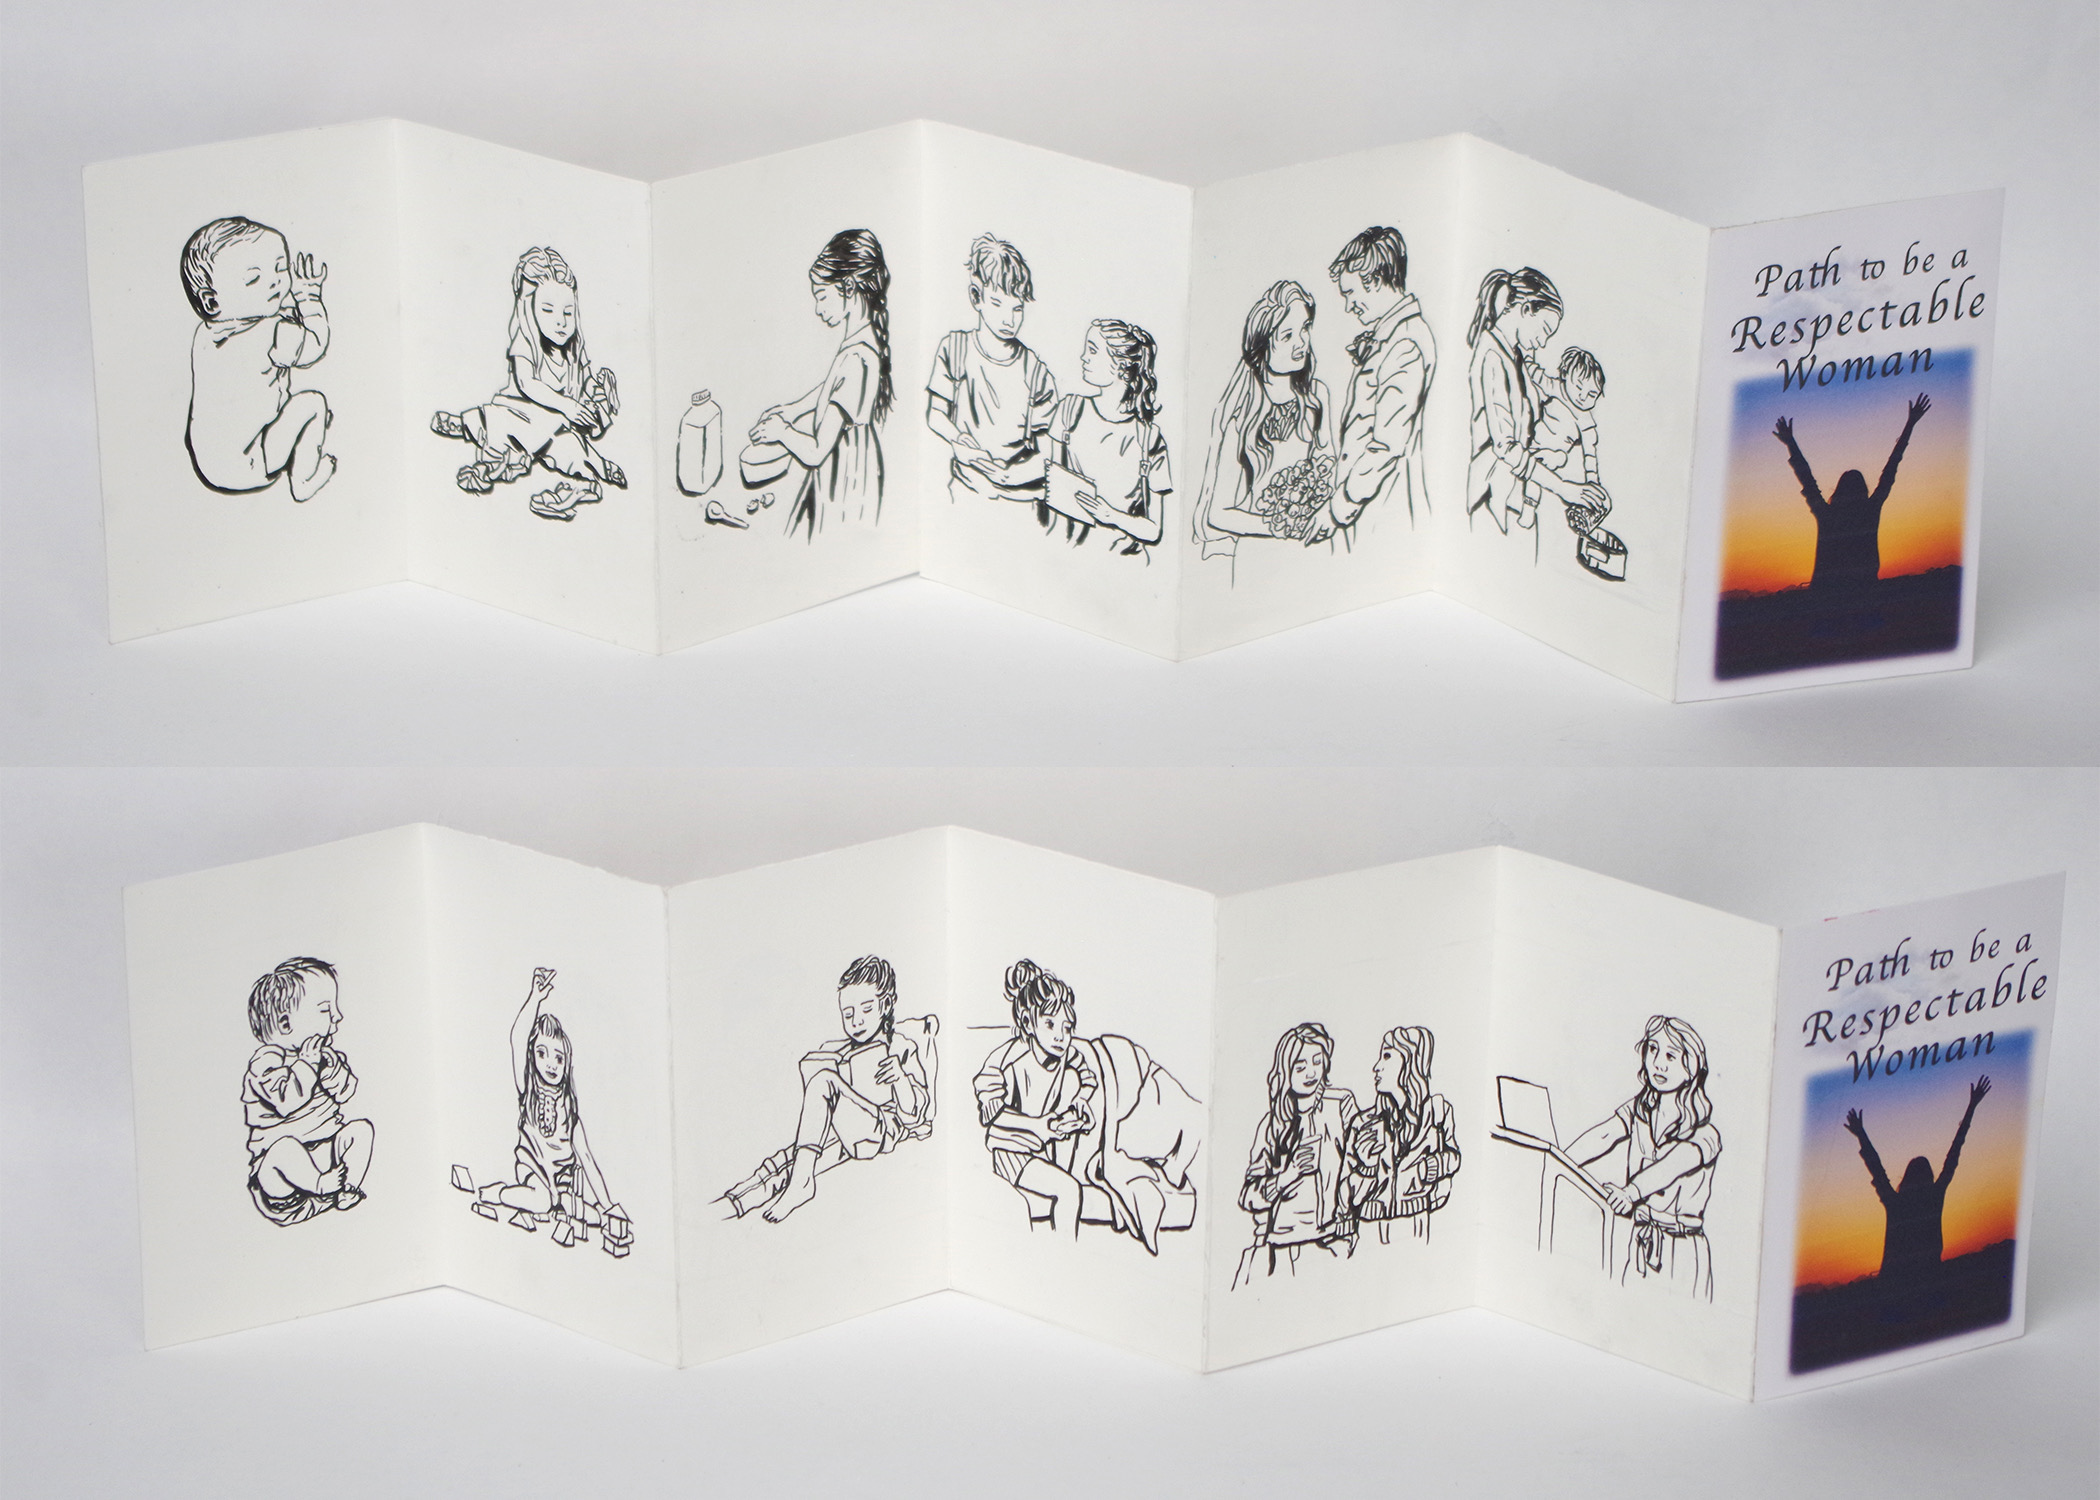 Path to be a
Respectable
Woman
Path to be a
Respectable
Woman